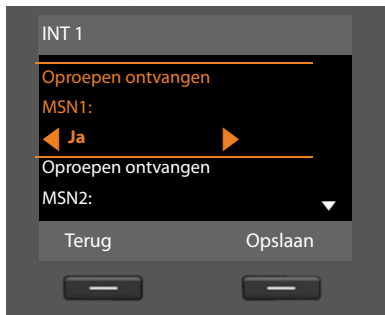 INT 1
Oproepen ontvangen
MSN1:
Ja
Oproepen ontvangen
MSN2:
Terug Opslaan